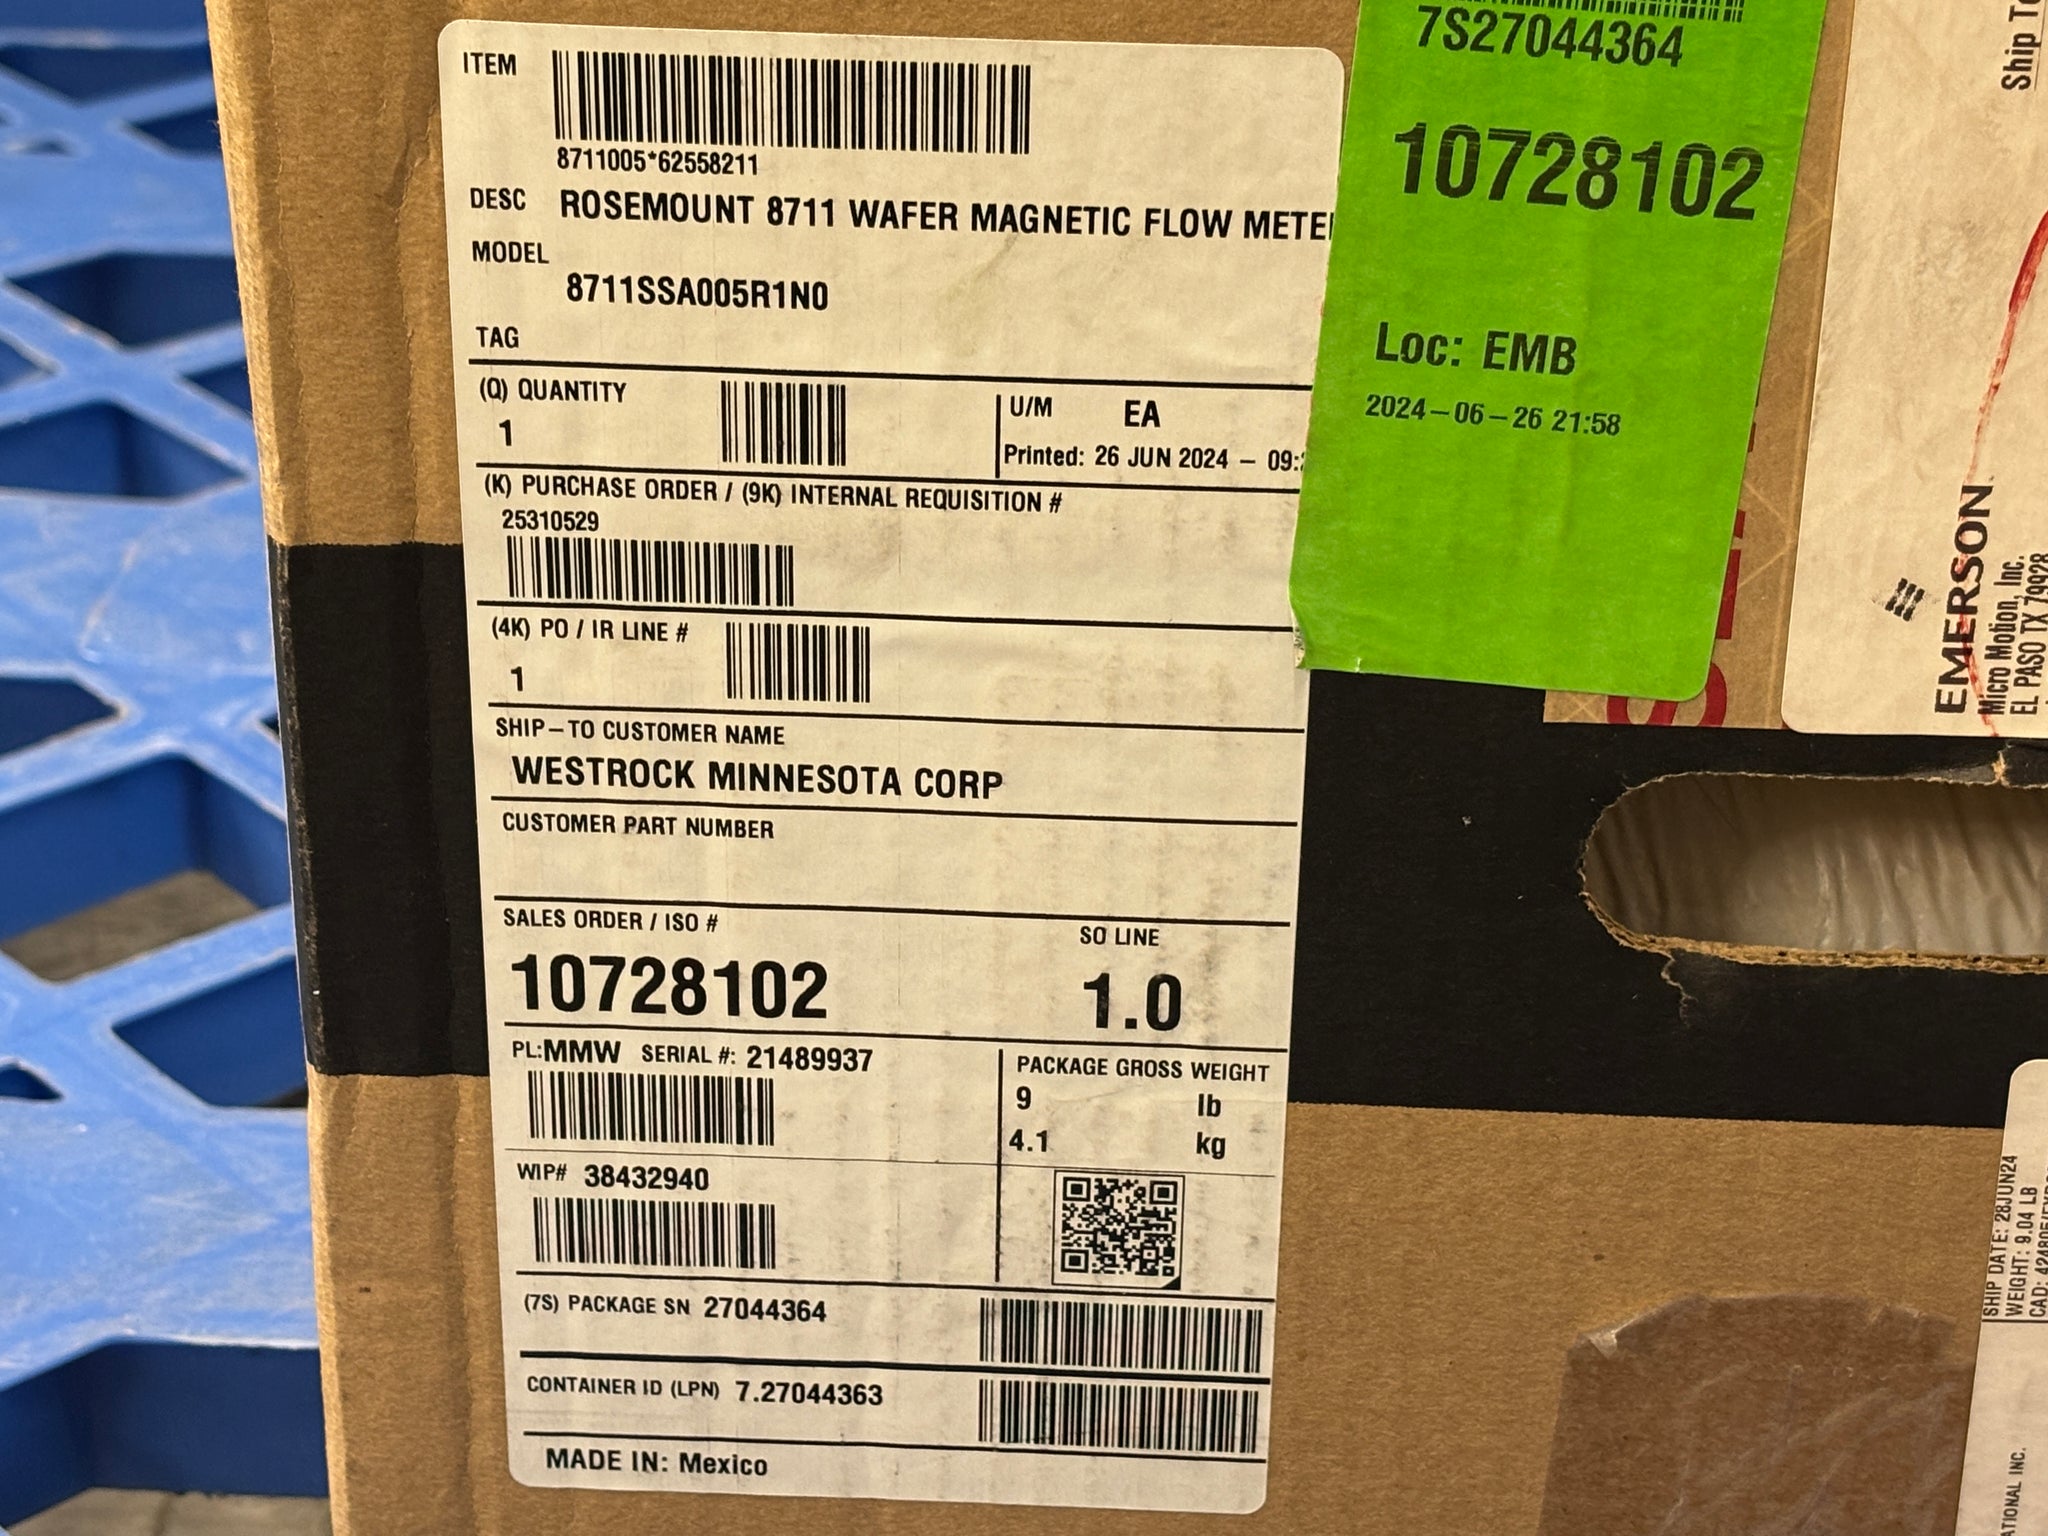 ITEM
8711005*62558211
DESC ROSEMOUNT 8711 WAFER MAGNETIC FLOW METE
MODEL
8711SSA005R1N0
TAG
(Q) QUANTITY
1
U/M EA
Printed: 26 JUN 2024 – 09:
(K) PURCHASE ORDER / (9K) INTERNAL REQUISITION #
25310529
(4K) PO / IR LINE #
1
SHIP–TO CUSTOMER NAME
WESTROCK MINNESOTA CORP
CUSTOMER PART NUMBER
SALES ORDER / ISO #
SO LINE
10728102
1.0
PL:MMW SERIAL #: 21489937
PACKAGE GROSS WEIGHT
9 lb
4.1 kg
WIP# 38432940
(7S) PACKAGE SN 27044364
CONTAINER ID (LPN) 7.27044363
MADE IN: Mexico
7S27044364
10728102
Loc: EMB
2024–06–26 21:58
Ship To
EMERSON
Micro Motion, Inc.
EL PASO TX 79928
SHIP DATE: 28JUN24
WEIGHT: 9.04 LB
CAD:
INC.